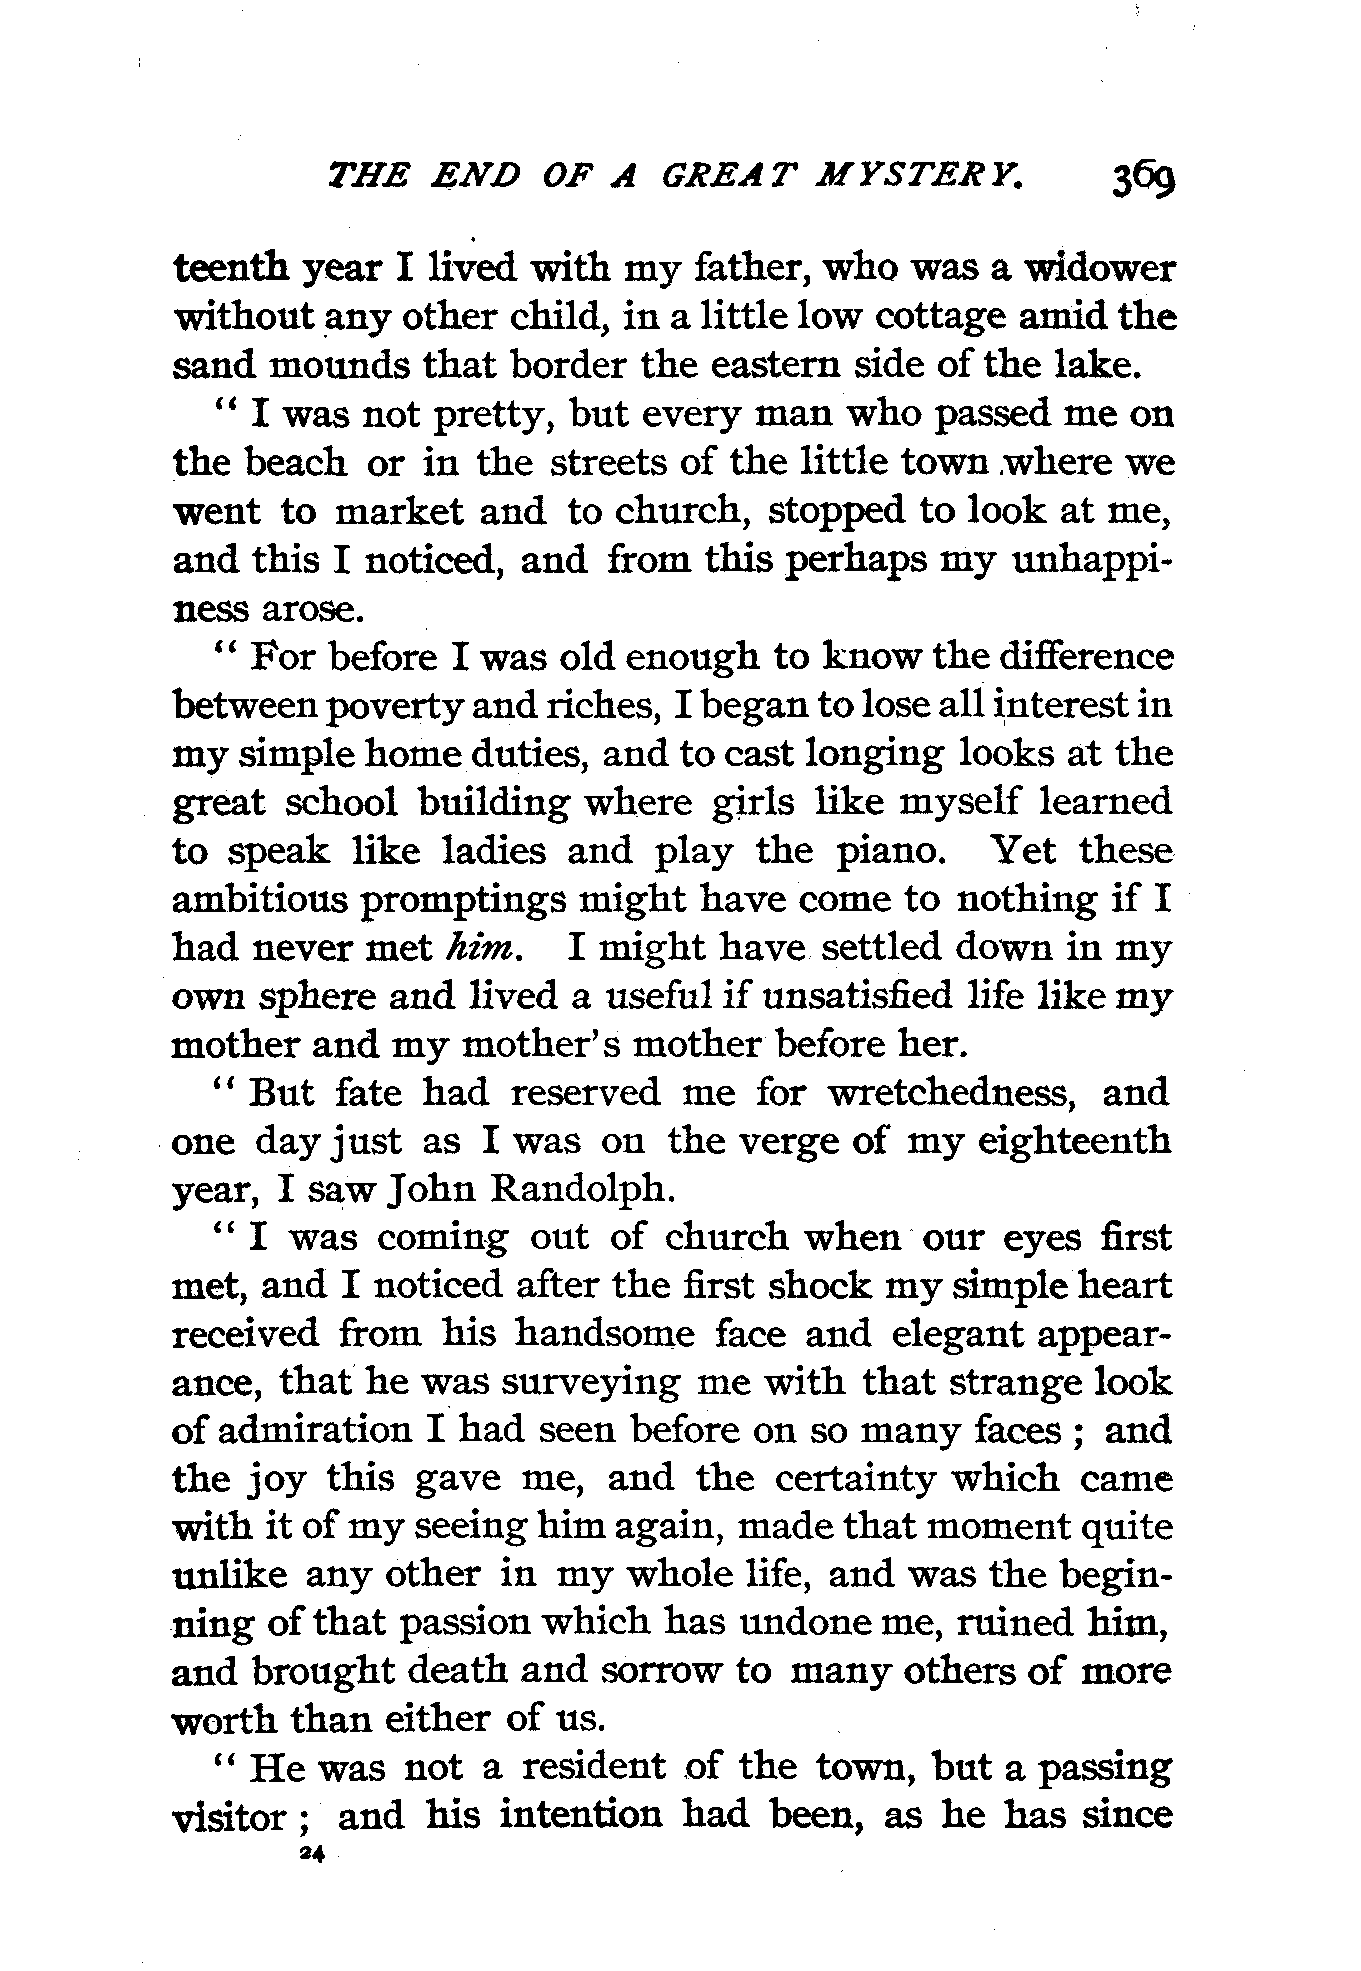 THE END OF A GREAT MYSTERY. 369
teenth year I lived with my father, who was a widower
without any other child, in a little low cottage amid the
sand mounds that border the eastern side of the lake.
“ I was not pretty, but every man who passed me on
the beach or in the streets of the little town where we
went to market and to church, stopped to look at me,
and this I noticed, and from this perhaps my unhappi-
ness arose.
“ For before I was old enough to know the difference
between poverty and riches, I began to lose all interest in
my simple home duties, and to cast longing looks at the
great school building where girls like myself learned
to speak like ladies and play the piano. Yet these
ambitious promptings might have come to nothing if I
had never met him. I might have settled down in my
own sphere and lived a useful if unsatisfied life like my
mother and my mother's mother before her.
“ But fate had reserved me for wretchedness, and
one day just as I was on the verge of my eighteenth
year, I saw John Randolph.
“ I was coming out of church when our eyes first
met, and I noticed after the first shock my simple heart
received from his handsome face and elegant appear-
ance, that he was surveying me with that strange look
of admiration I had seen before on so many faces ; and
the joy this gave me, and the certainty which came
with it of my seeing him again, made that moment quite
unlike any other in my whole life, and was the begin-
ning of that passion which has undone me, ruined him,
and brought death and sorrow to many others of more
worth than either of us.
“ He was not a resident of the town, but a passing
visitor ; and his intention had been, as he has since
24